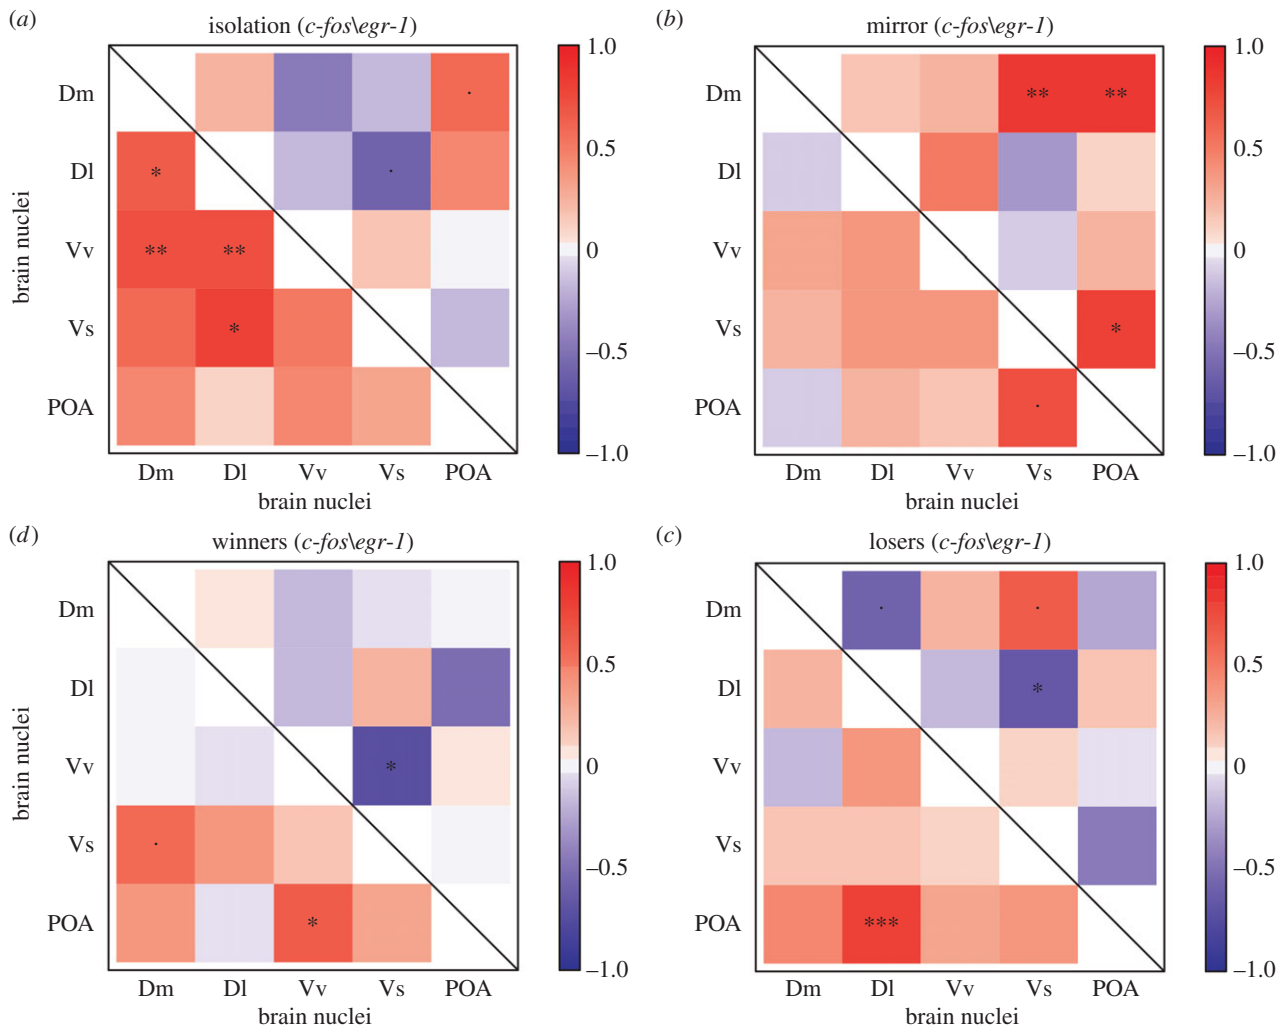 (a)
isolation (c-fos\egr-1)
brain nuclei
Dm
Dl
Vv
Vs
POA
·
*
·
** **
*
Dm Dl Vv Vs POA
brain nuclei
1.0
0.5
0
–0.5
–1.0
(b)
mirror (c-fos\egr-1)
Dm
Dl
Vv
Vs
POA
** **
*
·
Dm Dl Vv Vs POA
brain nuclei
1.0
0.5
0
–0.5
–1.0
(d)
winners (c-fos\egr-1)
brain nuclei
Dm
Dl
Vv
Vs
POA
*
·
*
Dm Dl Vv Vs POA
brain nuclei
1.0
0.5
0
–0.5
–1.0
(c)
losers (c-fos\egr-1)
Dm
Dl
Vv
Vs
POA
· ·
*
***
Dm Dl Vv Vs POA
brain nuclei
1.0
0.5
0
–0.5
–1.0